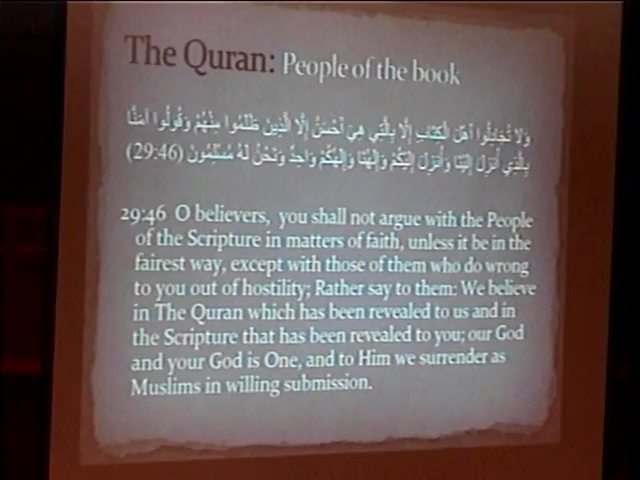 The Quran: People of the book
وَلَا تُجَادِلُوا أَهْلَ الْكِتَابِ إِلَّا بِالَّتِي هِيَ أَحْسَنُ إِلَّا الَّذِينَ ظَلَمُوا مِنْهُمْ وَقُولُوا آمَنَّا
بِالَّذِي أُنزِلَ إِلَيْنَا وَأُنزِلَ إِلَيْكُمْ وَإِلَهُنَا وَإِلَهُكُمْ وَاحِدٌ وَنَحْنُ لَهُ مُسْلِمُونَ (29:46)
29:46 O believers, you shall not argue with the People
of the Scripture in matters of faith, unless it be in the
fairest way, except with those of them who do wrong
to you out of hostility; Rather say to them: We believe
in The Quran which has been revealed to us and in
the Scripture that has been revealed to you; our God
and your God is One, and to Him we surrender as
Muslims in willing submission.